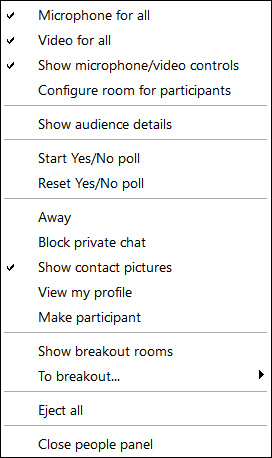 Microphone for all
Video for all
Show microphone/video controls
Configure room for participants
Show audience details
Start Yes/No poll
Reset Yes/No poll
Away
Block private chat
Show contact pictures
View my profile
Make participant
Show breakout rooms
To breakout...
Eject all
Close people panel